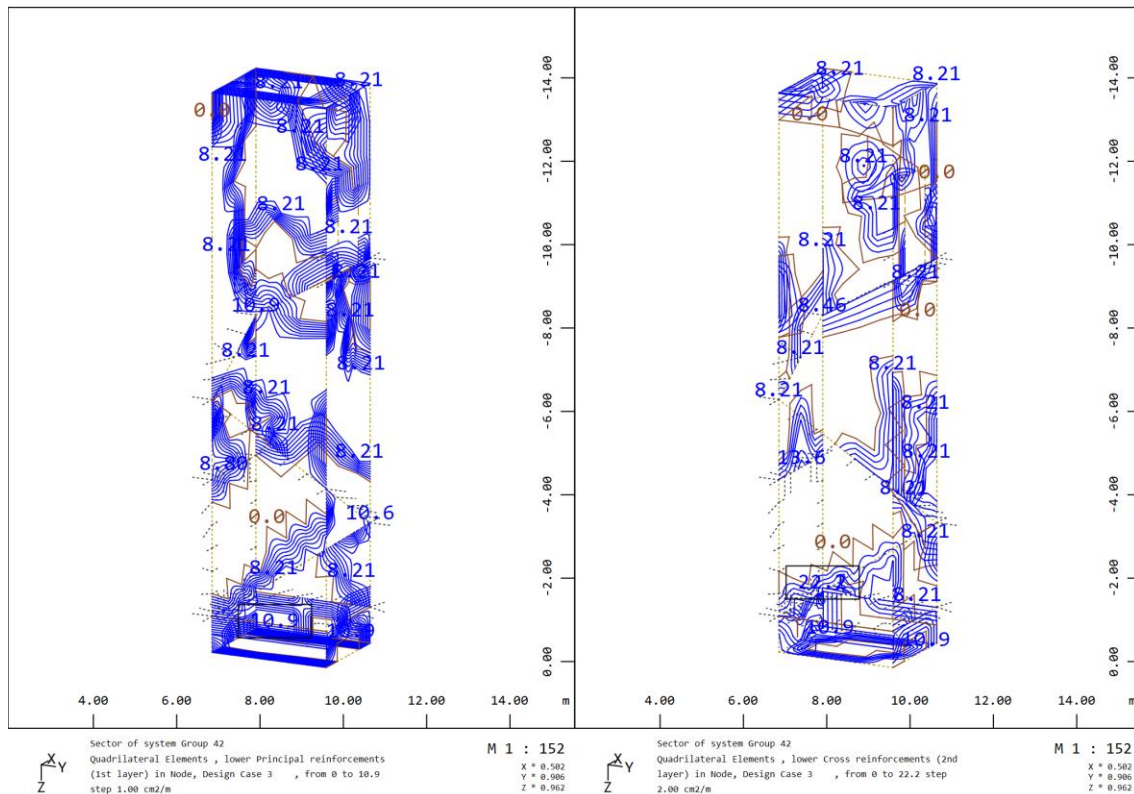 8.21
8.21
8.21
0.0
8.21
8.21
8.21
8.21
8.21
8.21
8.21
10.9
8.21
8.21
8.21
8.21
8.21
8.21
8.80
0.0
10.6
8.21
8.21
10.9
10.9
-14.00
-12.00
-10.00
-8.00
-6.00
-4.00
-2.00
0.00
4.00 6.00 8.00 10.00 12.00 14.00 m
X
Y
Z
Sector of system Group 42
Quadrilateral Elements , lower Principal reinforcements
(1st layer) in Node, Design Case 3 , from 0 to 10.9
step 1.00 cm2/m
M 1 : 152
X * 0.502
Y * 0.906
Z * 0.962
8.21
8.21
0.0
8.21
8.21
0.0
8.21
8.21
8.21
8.46
0.0
8.21
8.21
8.21
8.21
13.6
8.21
8.21
8.21
0.0
22.2
8.21
10.9
10.9
-14.00
-12.00
-10.00
-8.00
-6.00
-4.00
-2.00
0.00
4.00 6.00 8.00 10.00 12.00 14.00 m
X
Y
Z
Sector of system Group 42
Quadrilateral Elements , lower Cross reinforcements (2nd
layer) in Node, Design Case 3 , from 0 to 22.2 step
2.00 cm2/m
M 1 : 152
X * 0.502
Y * 0.906
Z * 0.962